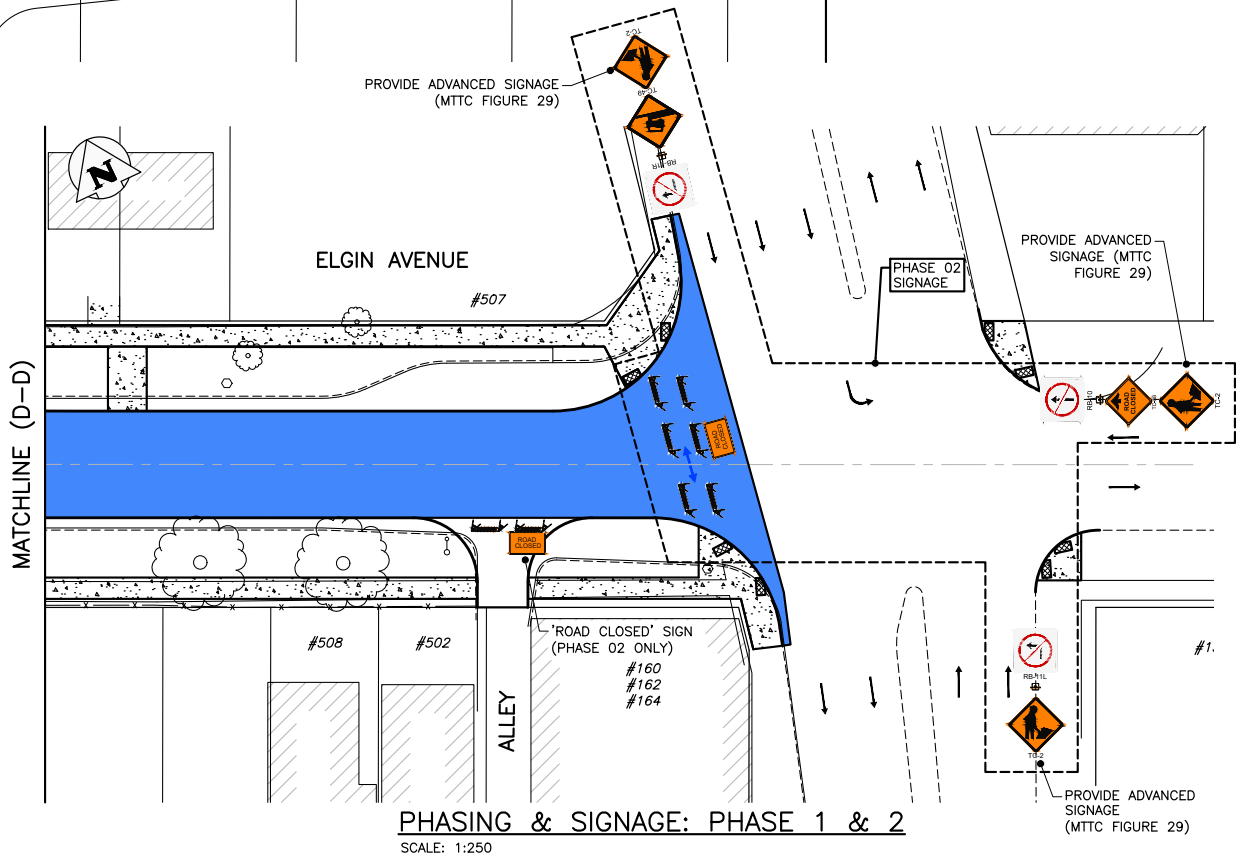 TC-2
PROVIDE ADVANCED SIGNAGE
(MTTC FIGURE 29)
TC-49
RB-11R
N
ELGIN AVENUE
#507
PROVIDE ADVANCED
SIGNAGE (MTTC
FIGURE 29)
PHASE 02
SIGNAGE
MATCHLINE (D-D)
RB-10
ROAD
CLOSED
TC-2
ROAD
CLOSED
ROAD
CLOSED
'ROAD CLOSED' SIGN
(PHASE 02 ONLY)
#508
#502
#160
#162
#164
ALLEY
RB-11L
TC-2
PROVIDE ADVANCED
SIGNAGE
(MTTC FIGURE 29)
PHASING & SIGNAGE: PHASE 1 & 2
SCALE: 1:250